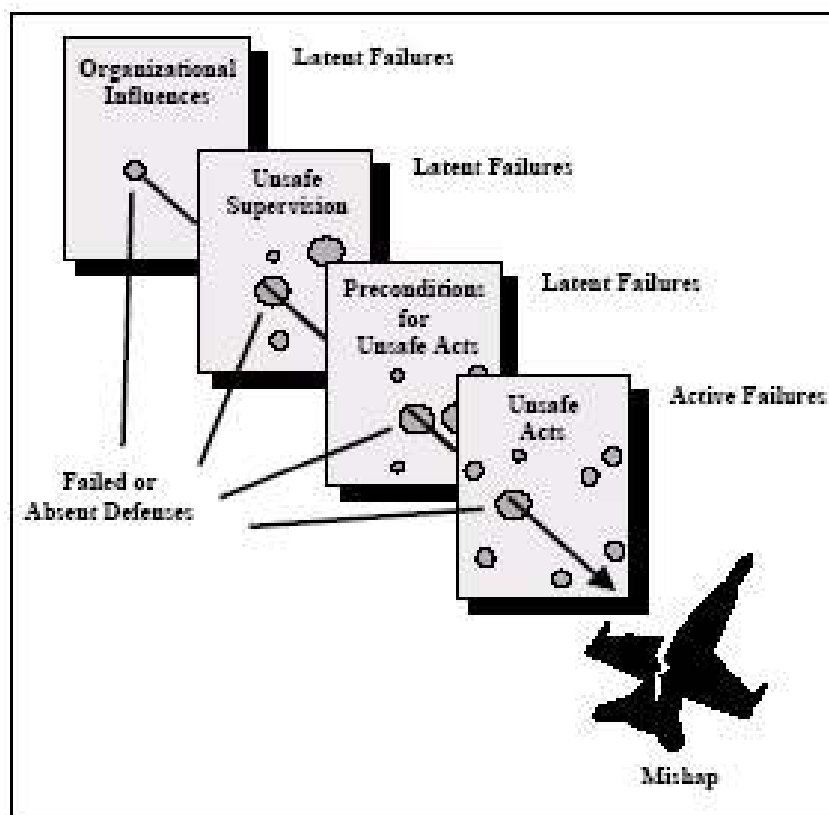 Organizational
Influences
Latent Failures
Unsafe
Supervision
Latent Failures
Preconditions
for
Unsafe Acts
Latent Failures
Unsafe
Acts
Active Failures
Failed or
Absent Defenses
Mishap